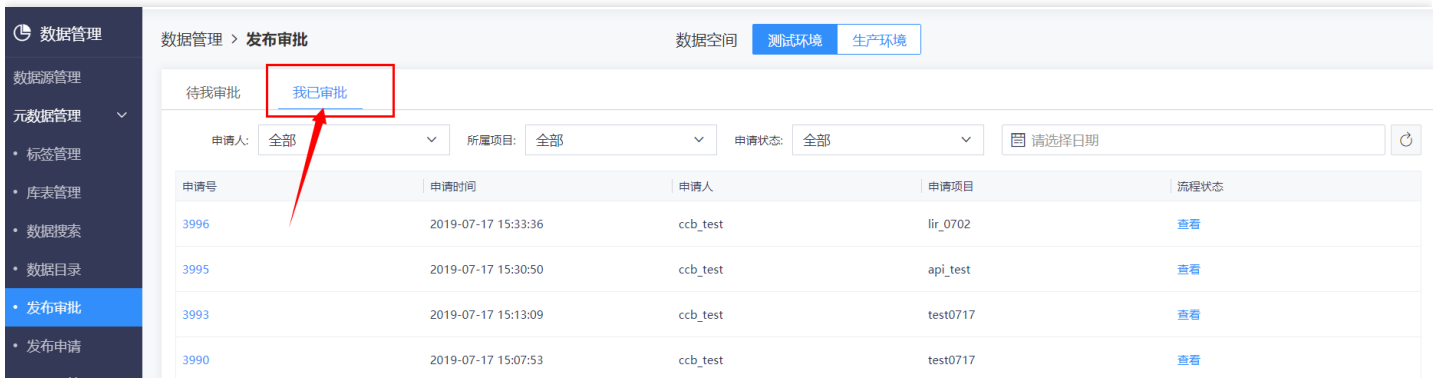 数据管理
数据源管理
元数据管理
• 标签管理
• 库表管理
• 数据搜索
• 数据目录
• 发布审批
• 发布申请
数据管理 > 发布审批
数据空间 测试环境 生产环境
待我审批 我已审批
申请人: 全部 所属项目: 全部 申请状态: 全部 请选择日期
申请号 申请时间 申请人 申请项目 流程状态
3996 2019-07-17 15:33:36 ccb_test lir_0702 查看
3995 2019-07-17 15:30:50 ccb_test api_test 查看
3993 2019-07-17 15:13:09 ccb_test test0717 查看
3990 2019-07-17 15:07:53 ccb_test test0717 查看